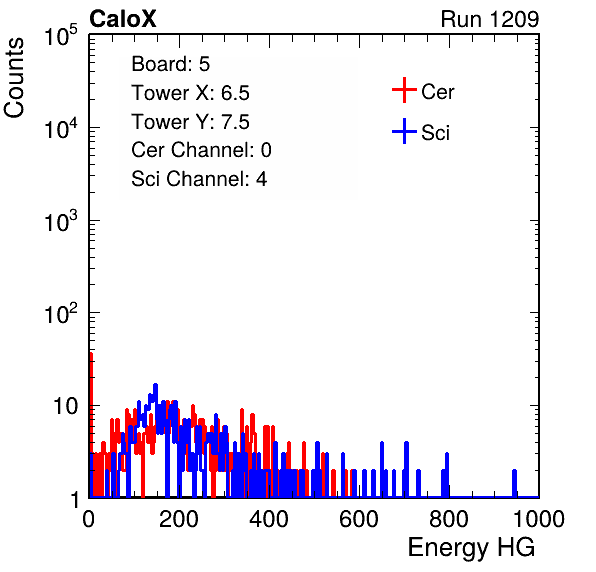 CaloX Run 1209
Counts
Board: 5
Tower X: 6.5
Tower Y: 7.5
Cer Channel: 0
Sci Channel: 4
Cer
Sci
10^5
10^4
10^3
10^2
10
1
0 200 400 600 800 1000
Energy HG